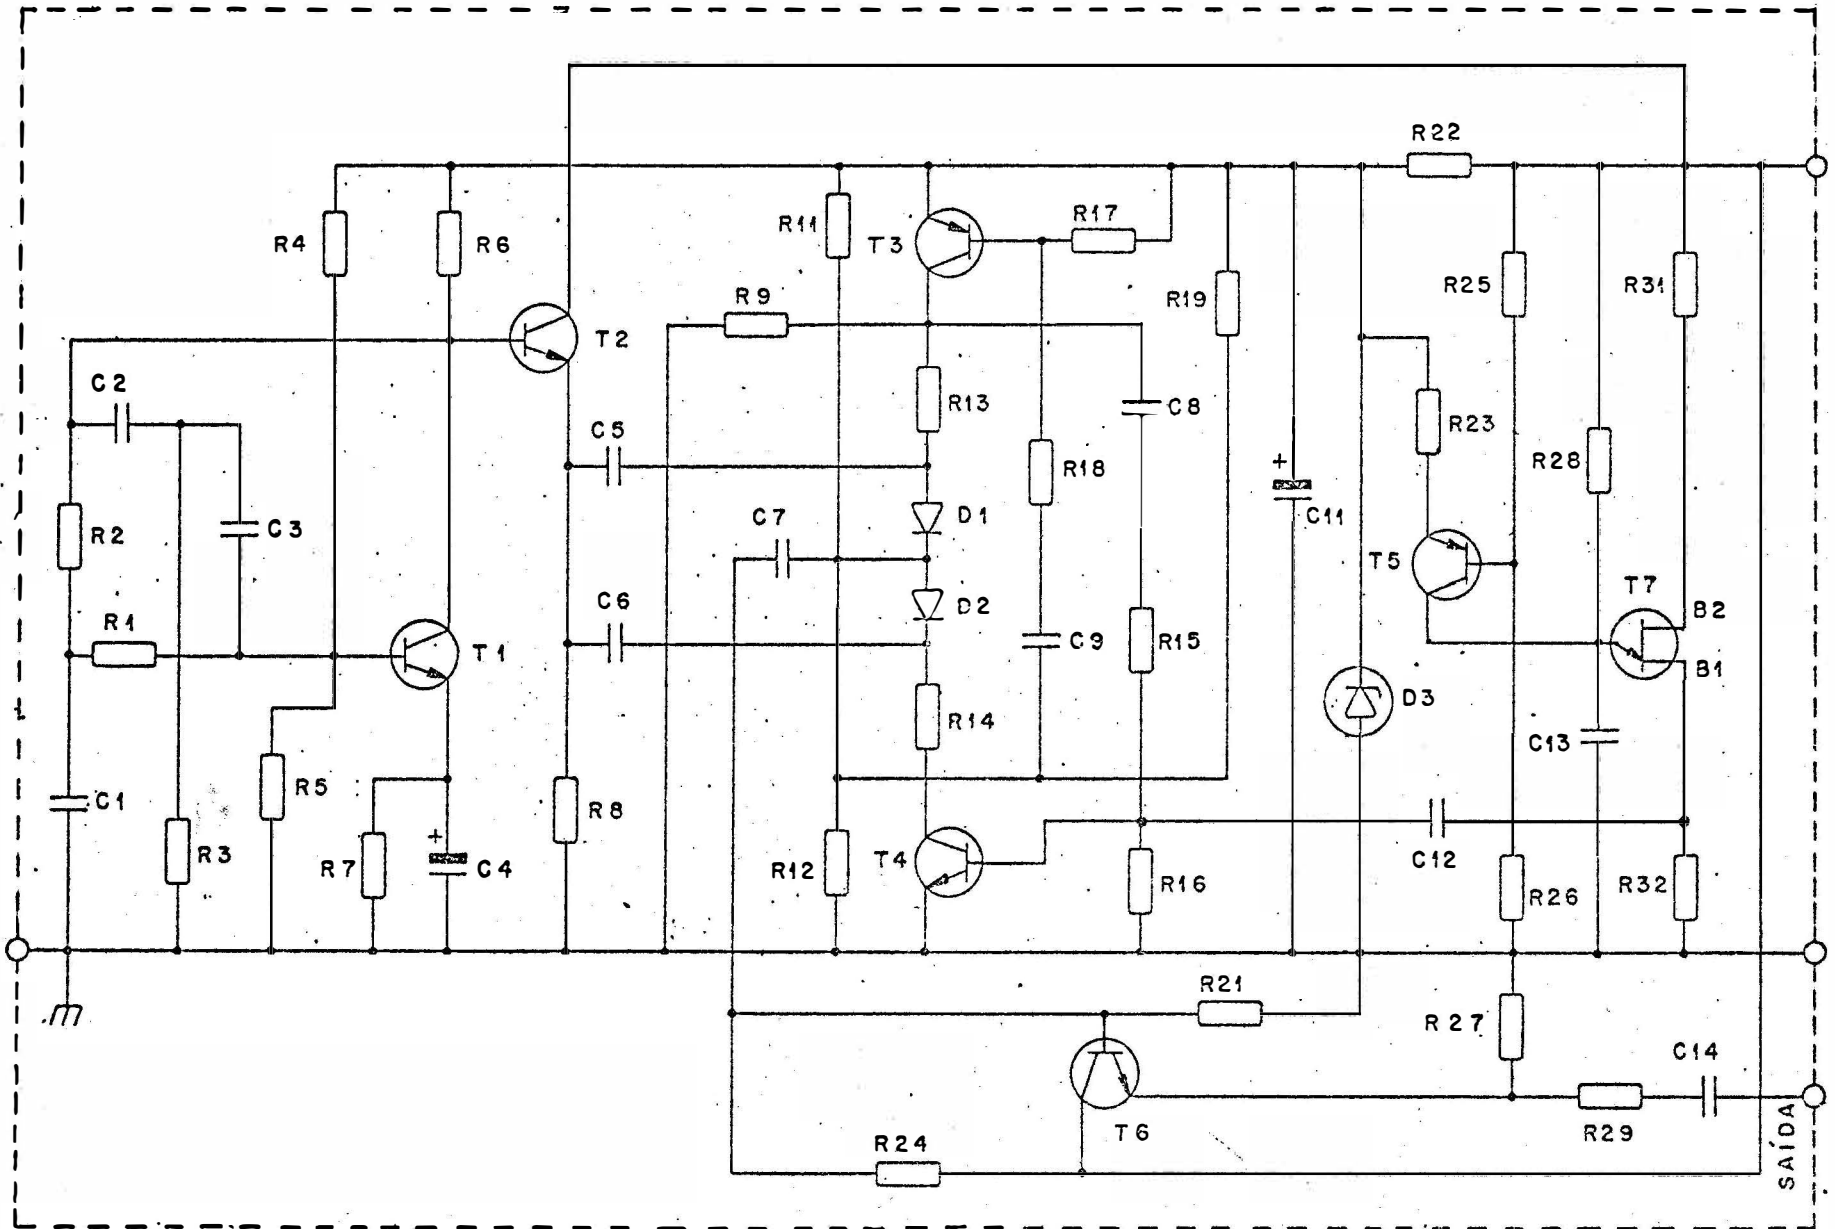 R22
R4
R6
R11
T3
R17
R9
R19
R25
R31
T2
C2
R13
C8
R23
C5
R18
R28
R2
C3
C7
D1
C11
T5
D2
C6
T7
B2
R1
T1
C9
R15
B1
D3
R14
C13
C1
R5
R8
+
+
R3
R7
C4
R12
T4
R16
C12
R26
R32
R21
R27
C14
T6
R29
R24
SAÍDA